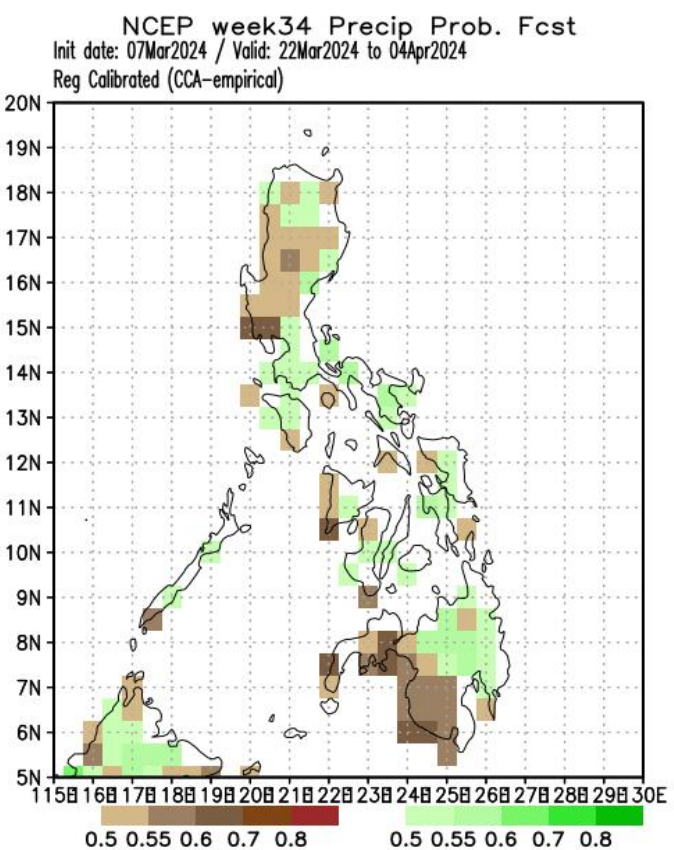 NCEP week34 Precip Prob. Fcst
Init date: 07Mar2024 / Valid: 22Mar2024 to 04Apr2024
Reg Calibrated (CCA-empirical)
20N
19N
18N
17N
16N
15N
14N
13N
12N
11N
10N
9N
8N
7N
6N
5N
0.5 0.55 0.6 0.7 0.8 0.5 0.55 0.6 0.7 0.8